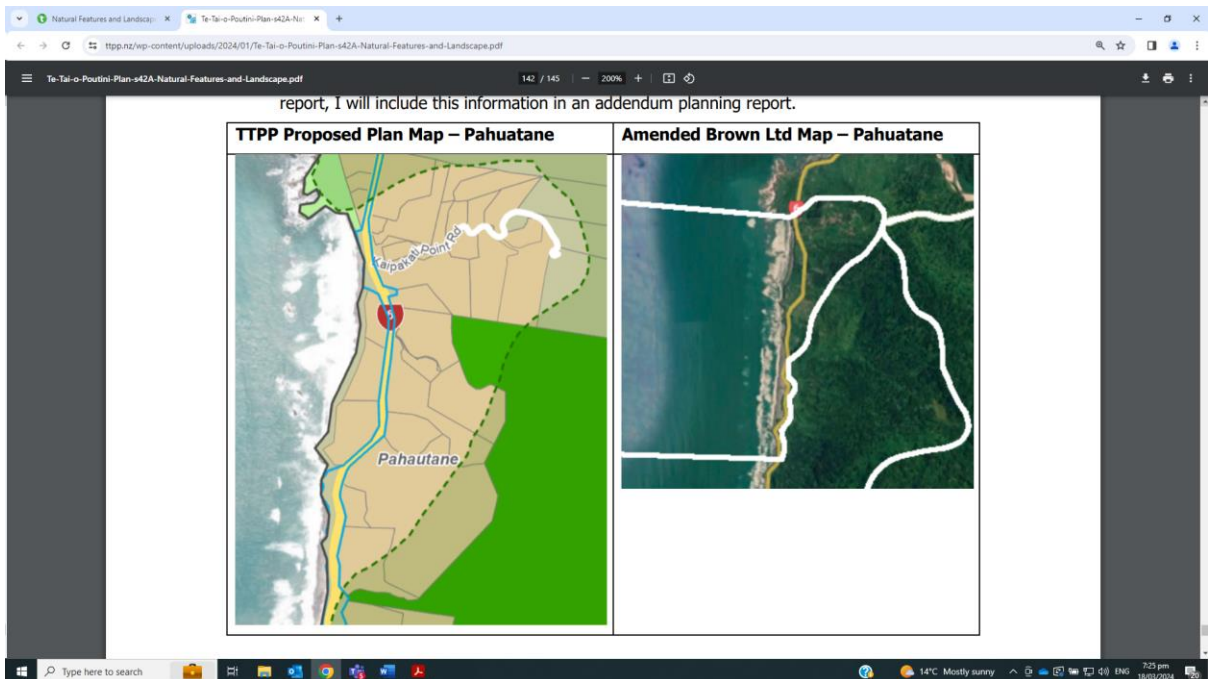 Natural Features and Landscap
Te-Tai-o-Poutini-Plan-s42A-Nat
ttpp.nz/wp-content/uploads/2024/01/Te-Tai-o-Poutini-Plan-s42A-Natural-Features-and-Landscape.pdf
Te-Tai-o-Poutini-Plan-s42A-Natural-Features-and-Landscape.pdf
142 / 145
200%
report, I will include this information in an addendum planning report.
TTPP Proposed Plan Map – Pahuatane
Amended Brown Ltd Map – Pahuatane
Kaipakati Point Rd
6
Pahautane
Type here to search
14°C Mostly sunny
ENG
7:25 pm
18/03/2024
20